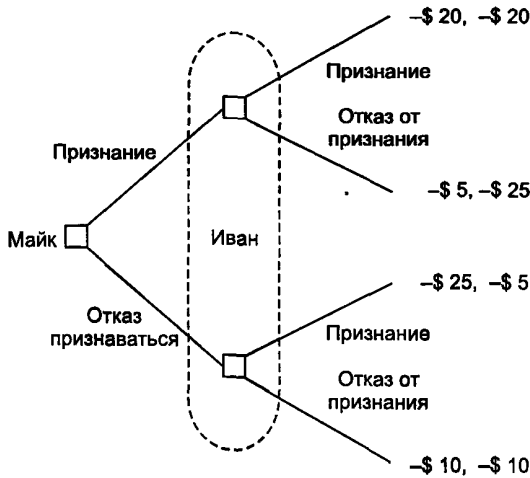 –$ 20, –$ 20
Признание
Отказ от
признания
Признание
–$ 5, –$ 25
Майк
Иван
–$ 25, –$ 5
Отказ
признаваться
Признание
Отказ от
признания
–$ 10, –$ 10